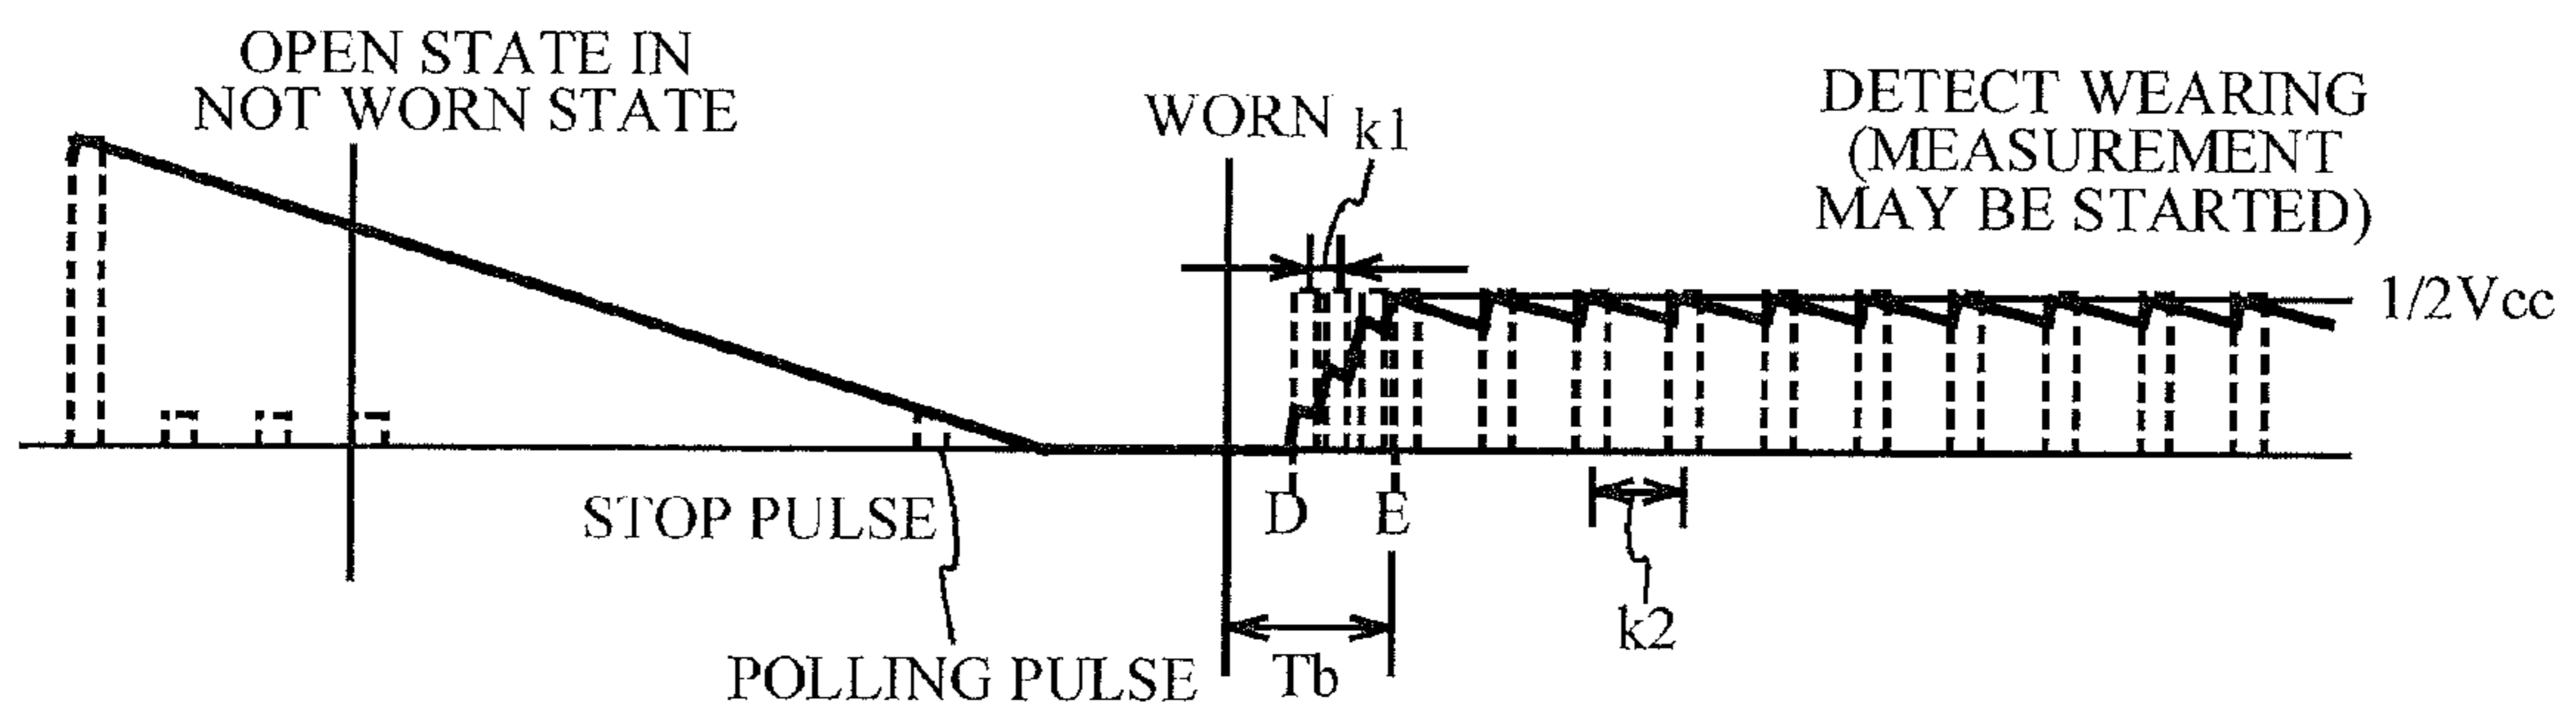 OPEN STATE IN
NOT WORN STATE
WORN
k1
DETECT WEARING
(MEASUREMENT
MAY BE STARTED)
1/2Vcc
STOP PULSE
D
E
k2
POLLING PULSE
Tb